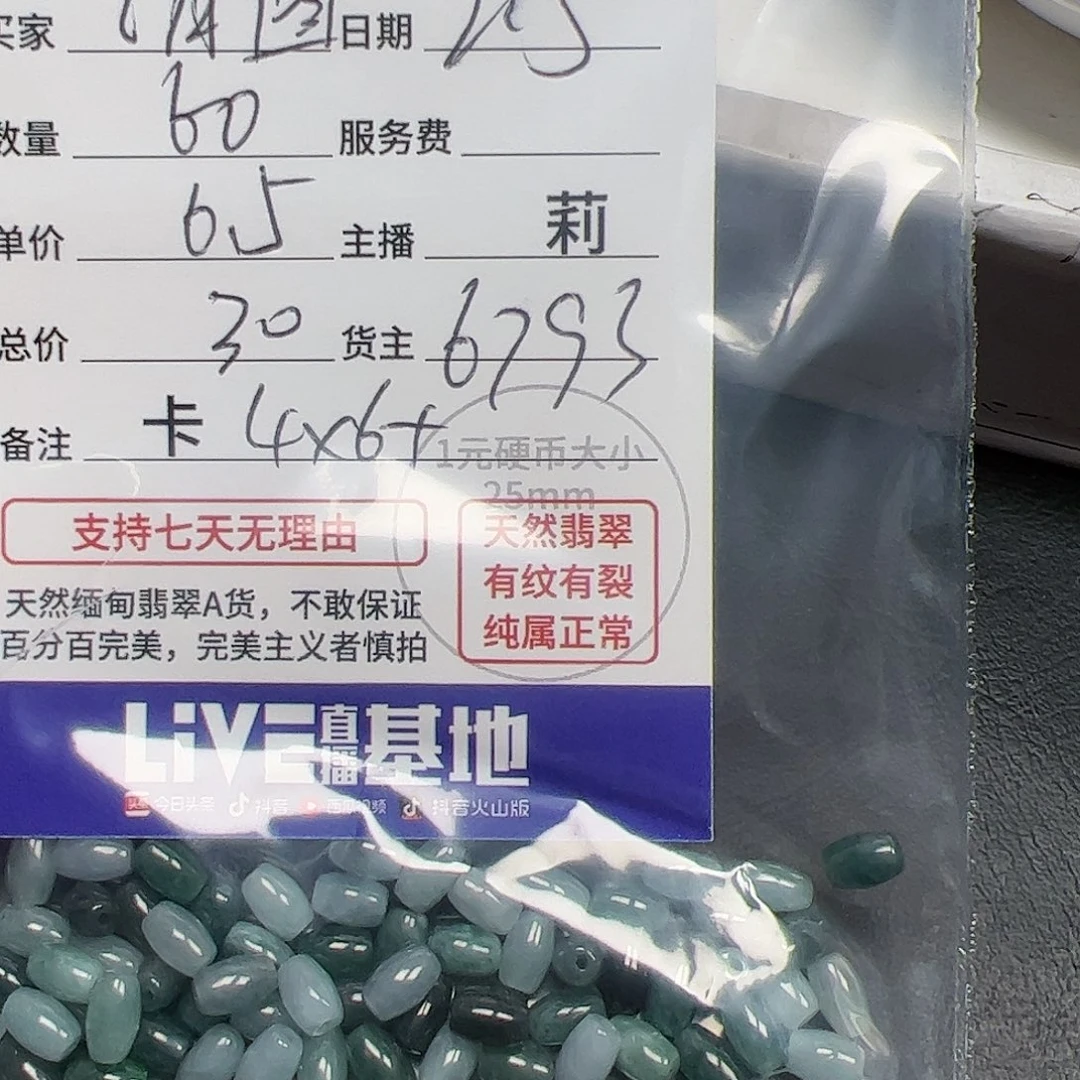 买家 日期
数量 60 服务费
单价 6.5 主播 莉
总价 30 货主 6793
备注 卡 4x6+
1元硬币大小
25mm
支持七天无理由
天然翡翠
有纹有裂
纯属正常
天然缅甸翡翠A货，不敢保证
百分百完美，完美主义者慎拍
LiVE直播基地
头条 今日头条 抖音 西瓜视频 抖音火山版